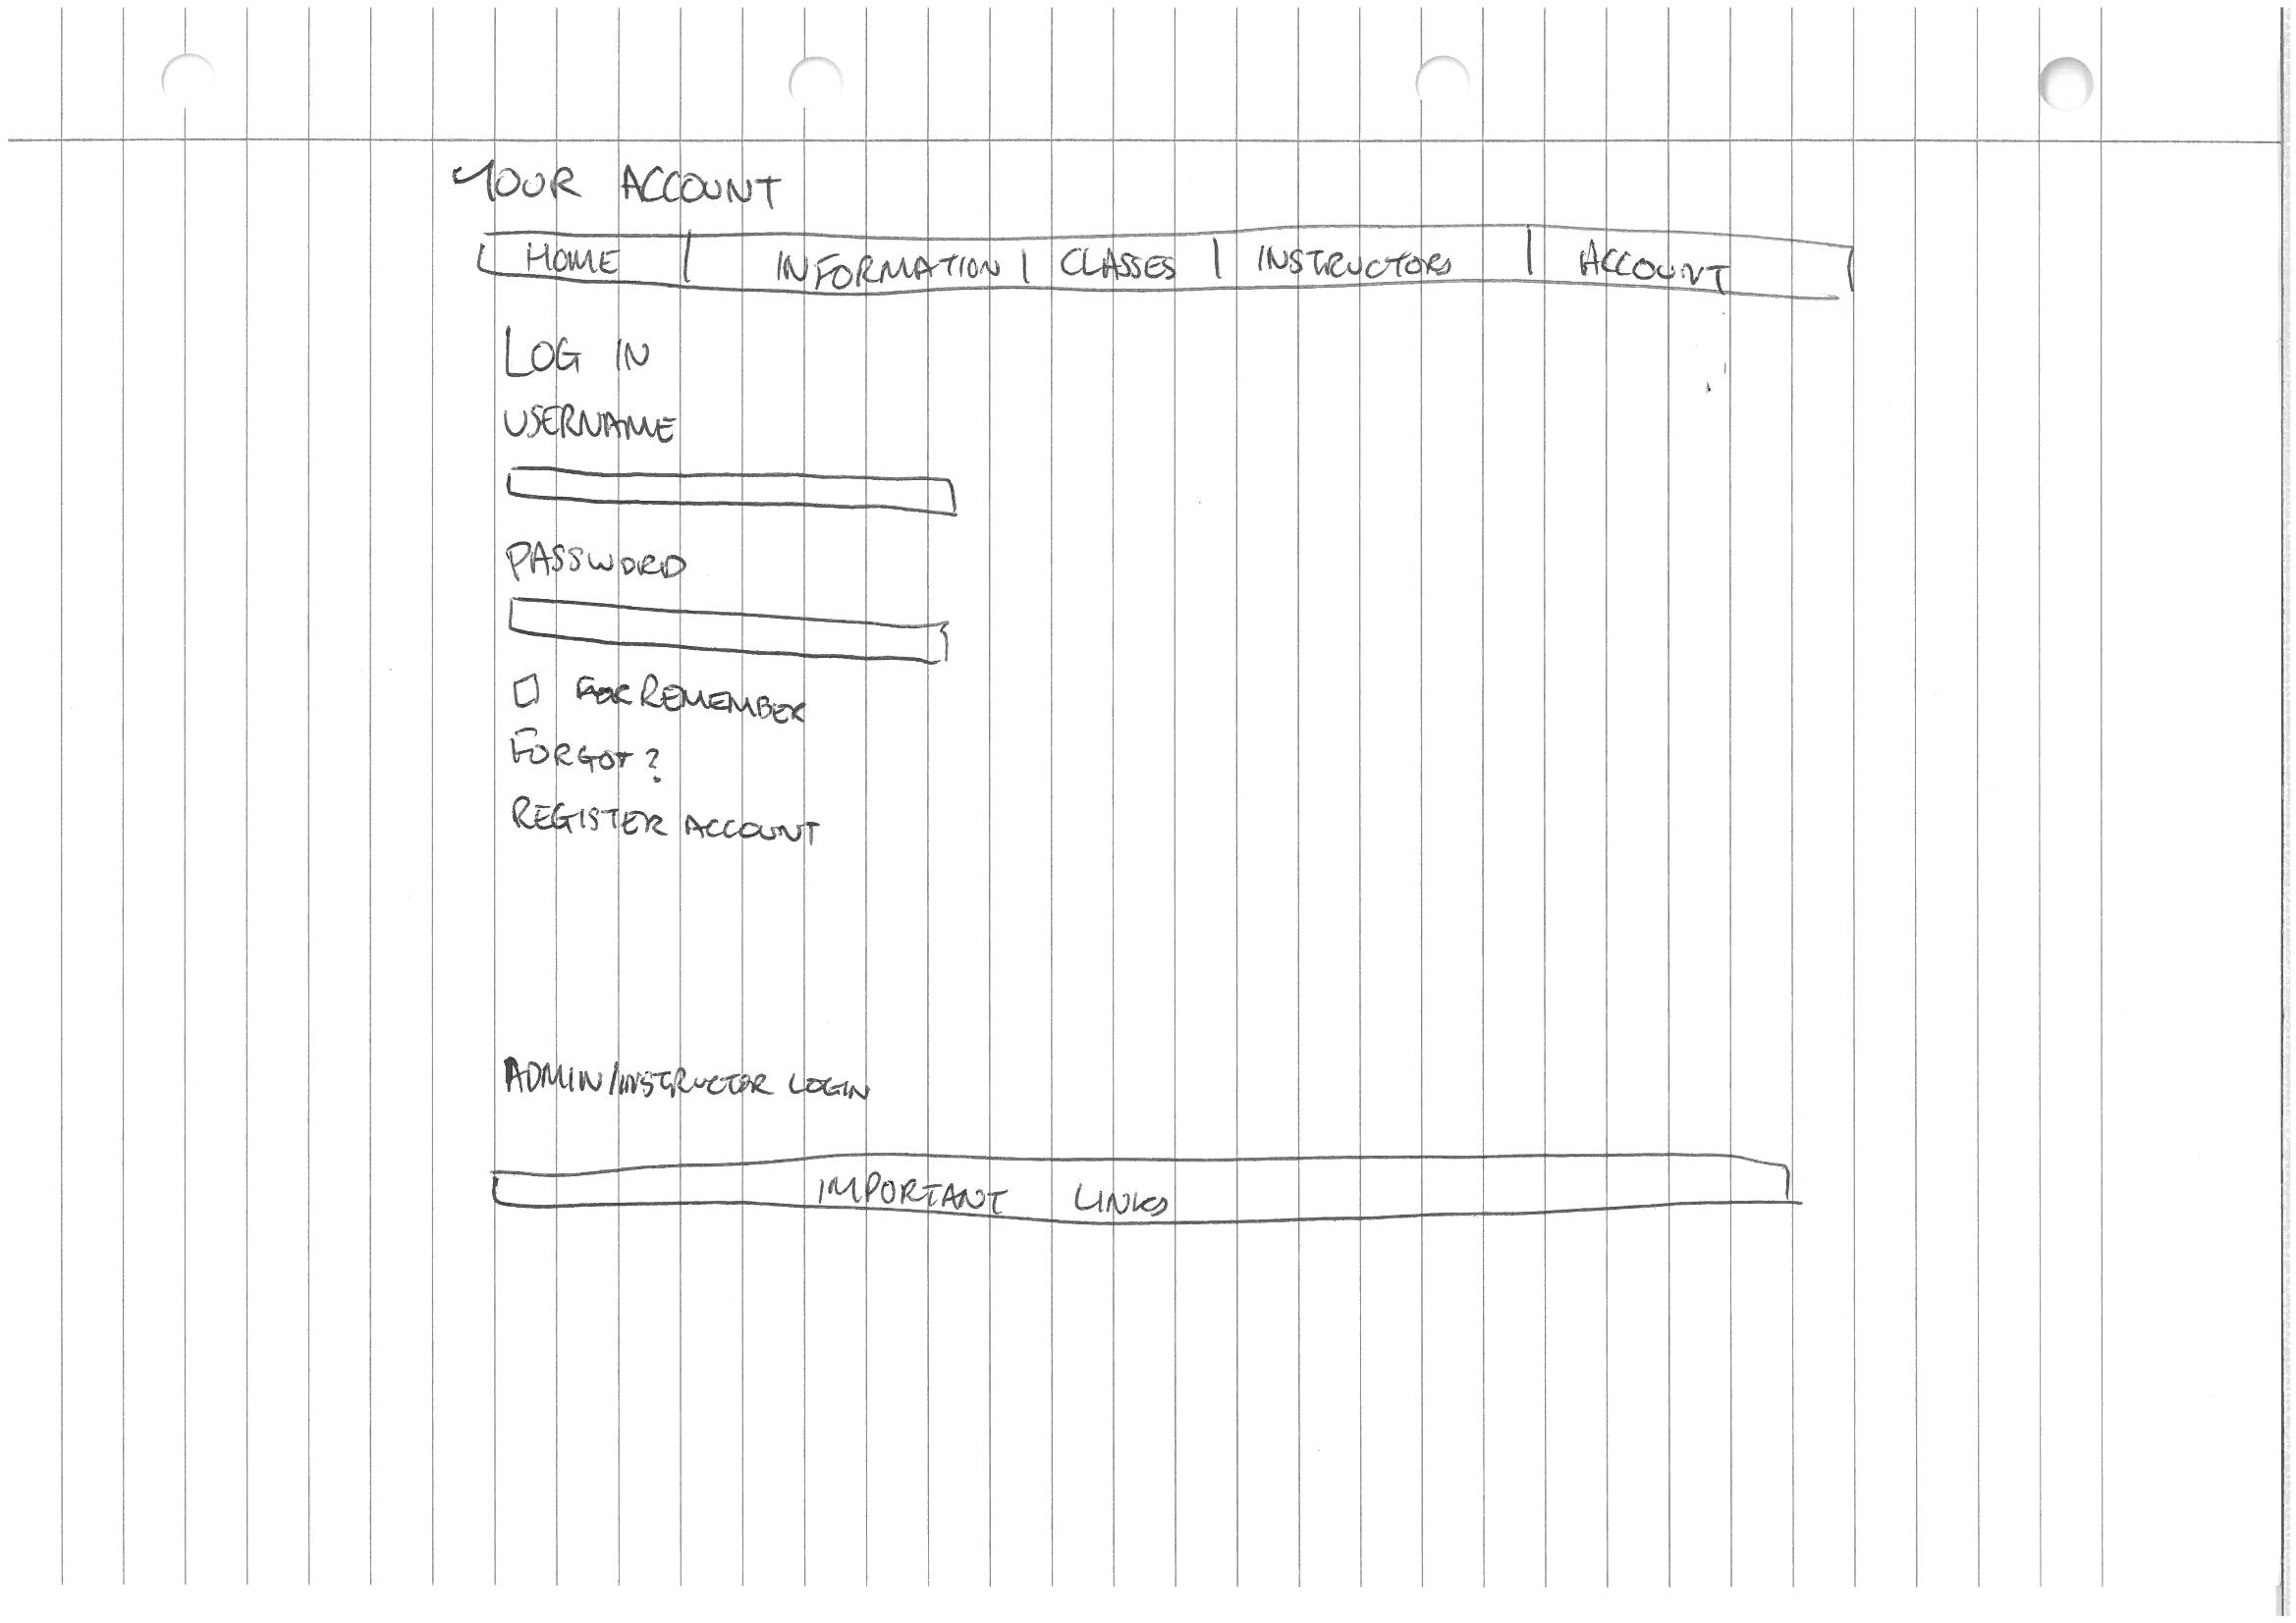 YOUR ACCOUNT
HOME | INFORMATION | CLASSES | INSTRUCTORS | ACCOUNT
LOG IN
USERNAME
PASSWORD
REMEMBER
FORGOT?
REGISTER ACCOUNT
ADMIN/INSTRUCTOR LOGIN
IMPORTANT LINKS